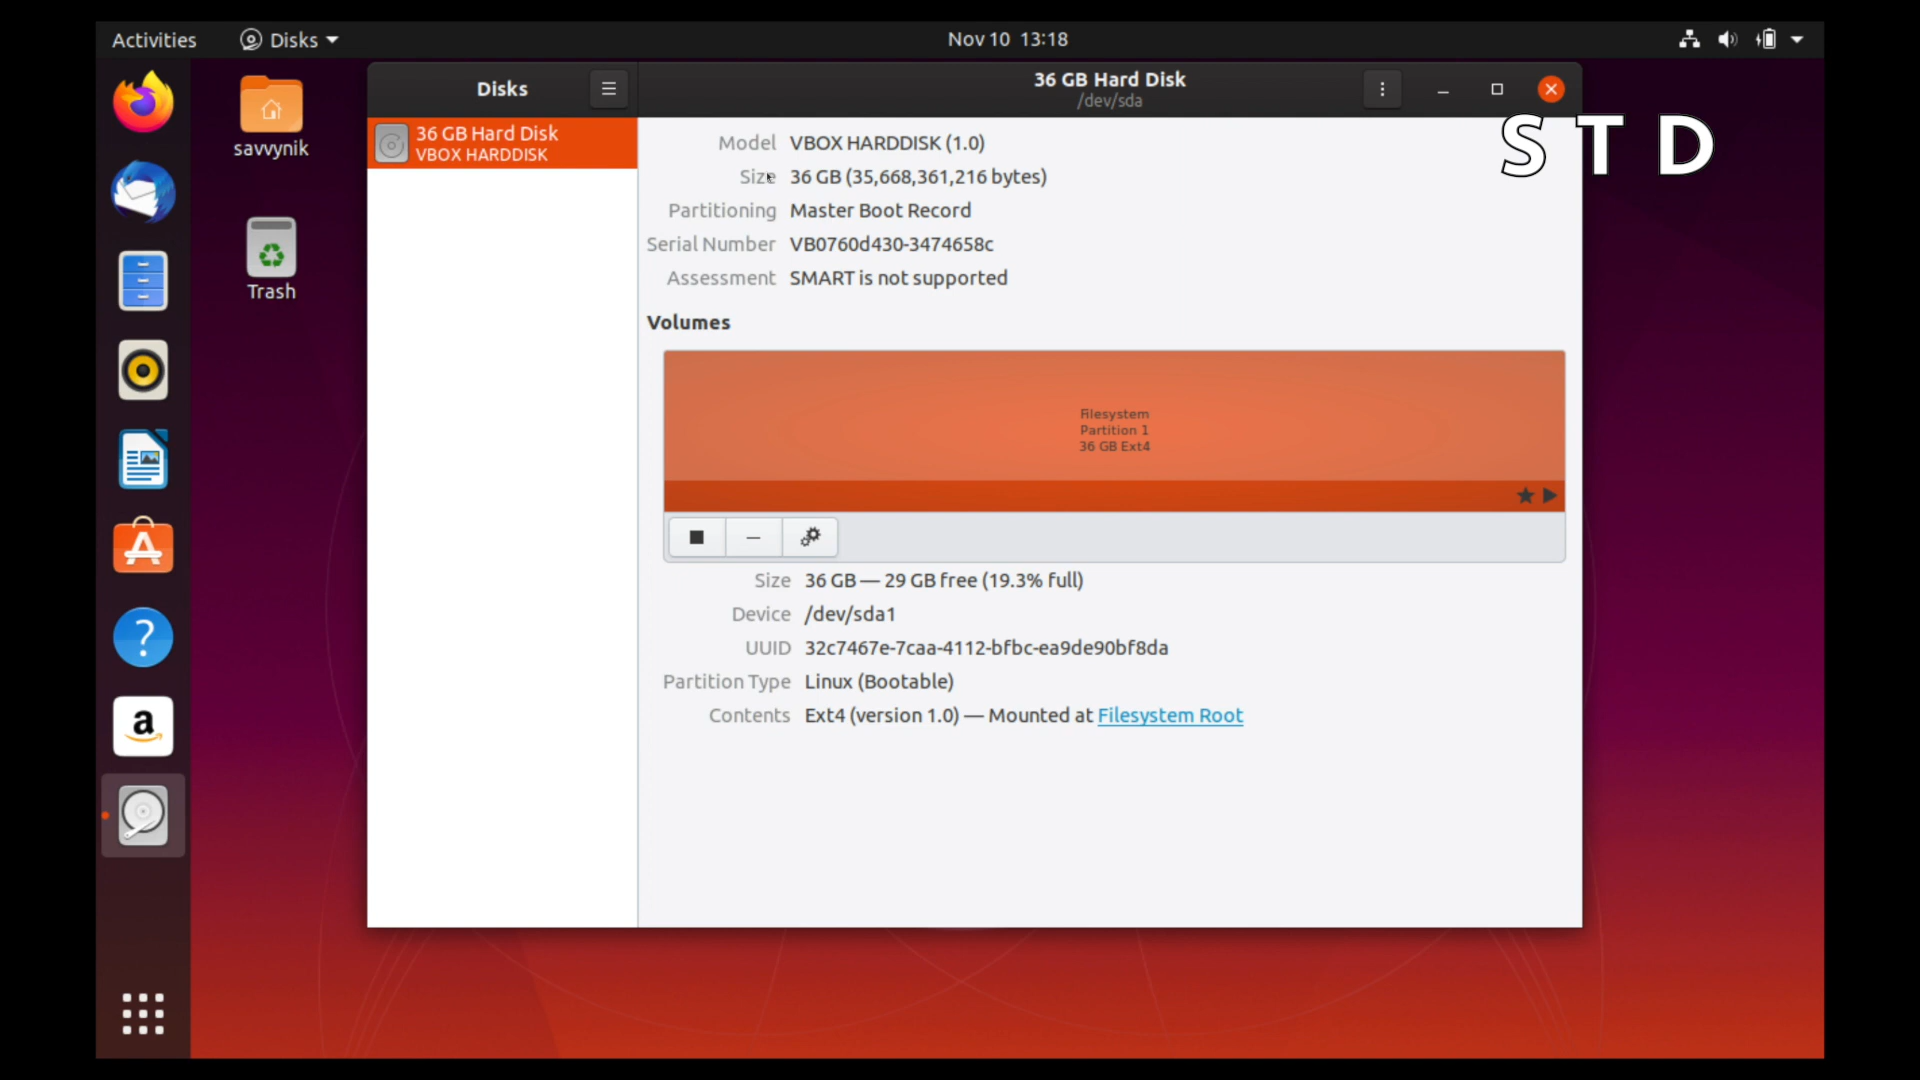 Activities
Disks
Nov 10 13:18
savvynik
Trash
Disks
36 GB Hard Disk
/dev/sda
36 GB Hard Disk
VBOX HARDDISK
S T D
Model VBOX HARDDISK (1.0)
Size 36 GB (35,668,361,216 bytes)
Partitioning Master Boot Record
Serial Number VB0760d430-3474658c
Assessment SMART is not supported
Volumes
Filesystem
Partition 1
36 GB Ext4
Size 36 GB — 29 GB free (19.3% full)
Device /dev/sda1
UUID 32c7467e-7caa-4112-bfbc-ea9de90bf8da
Partition Type Linux (Bootable)
Contents Ext4 (version 1.0) — Mounted at Filesystem Root